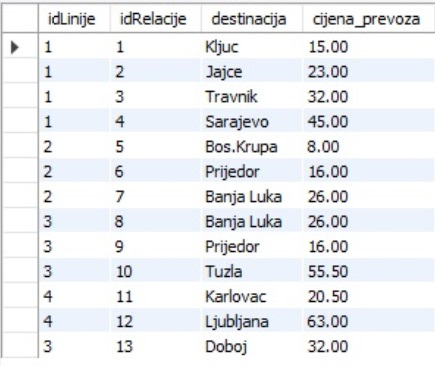 idLinije idRelacije destinacija cijena_prevoza
1 1 Kljuc 15.00
1 2 Jajce 23.00
1 3 Travnik 32.00
1 4 Sarajevo 45.00
2 5 Bos.Krupa 8.00
2 6 Prijedor 16.00
2 7 Banja Luka 26.00
3 8 Banja Luka 26.00
3 9 Prijedor 16.00
3 10 Tuzla 55.50
4 11 Karlovac 20.50
4 12 Ljubljana 63.00
3 13 Doboj 32.00